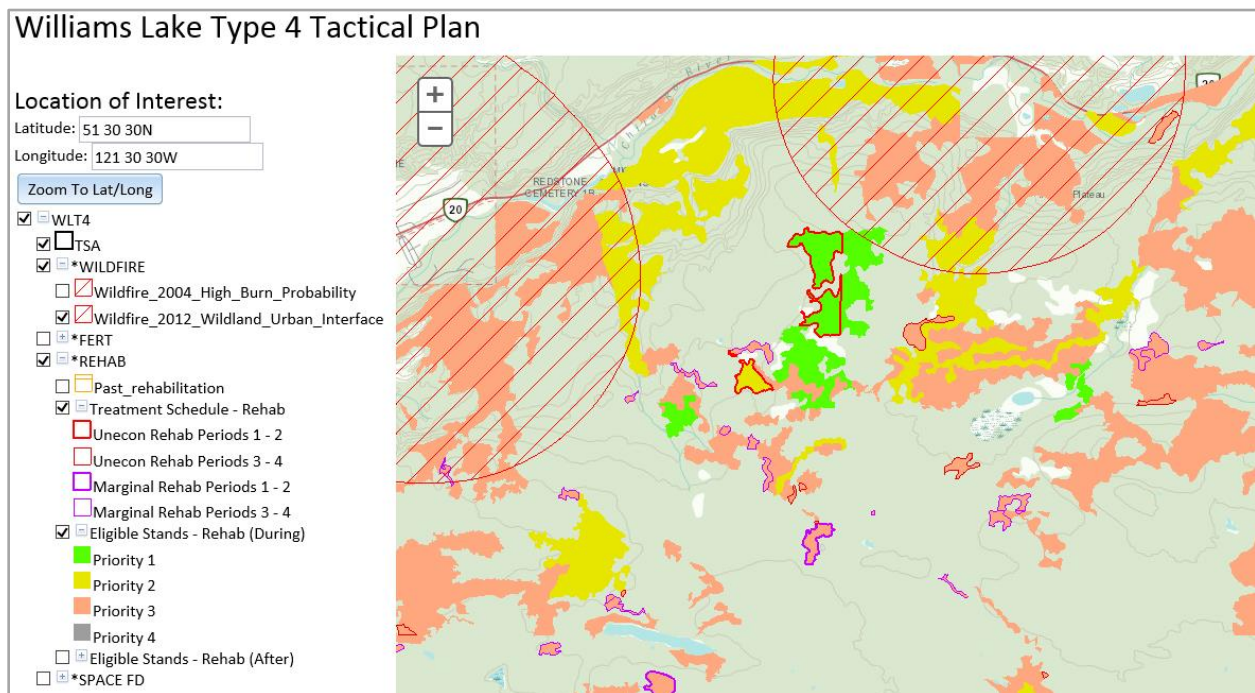 Williams Lake Type 4 Tactical Plan
Location of Interest:
Latitude: 51 30 30N
Longitude: 121 30 30W
Zoom To Lat/Long
WLT4
TSA
*WILDFIRE
Wildfire_2004_High_Burn_Probability
Wildfire_2012_Wildland_Urban_Interface
*FERT
*REHAB
Past_rehabilitation
Treatment Schedule - Rehab
Unecon Rehab Periods 1 - 2
Unecon Rehab Periods 3 - 4
Marginal Rehab Periods 1 - 2
Marginal Rehab Periods 3 - 4
Eligible Stands - Rehab (During)
Priority 1
Priority 2
Priority 3
Priority 4
Eligible Stands - Rehab (After)
*SPACE FD
+
−
River
REDSTONE
CEMETERY 1B
20
20
Plateau